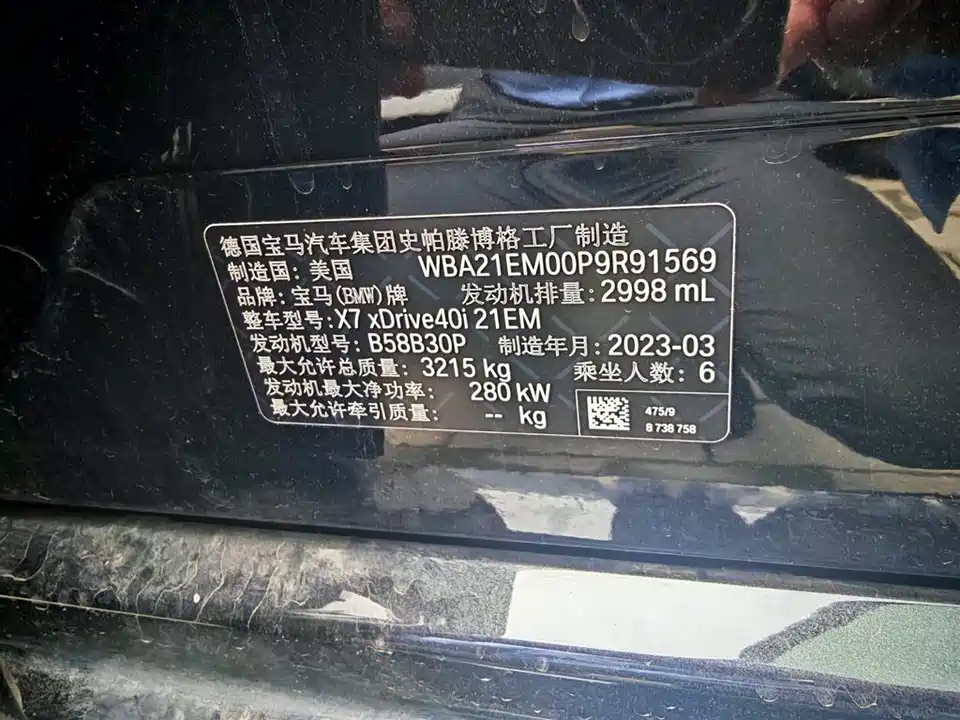 德国宝马汽车集团史帕滕博格工厂制造
制造国: 美国 WBA21EM00P9R91569
品牌: 宝马(BMW)牌 发动机排量: 2998 mL
整车型号: X7 xDrive40i 21EM
发动机型号: B58B30P 制造年月: 2023-03
最大允许总质量: 3215 kg 乘坐人数: 6
发动机最大净功率: 280 kW
最大允许牵引质量: -- kg
475/9
8 738 758